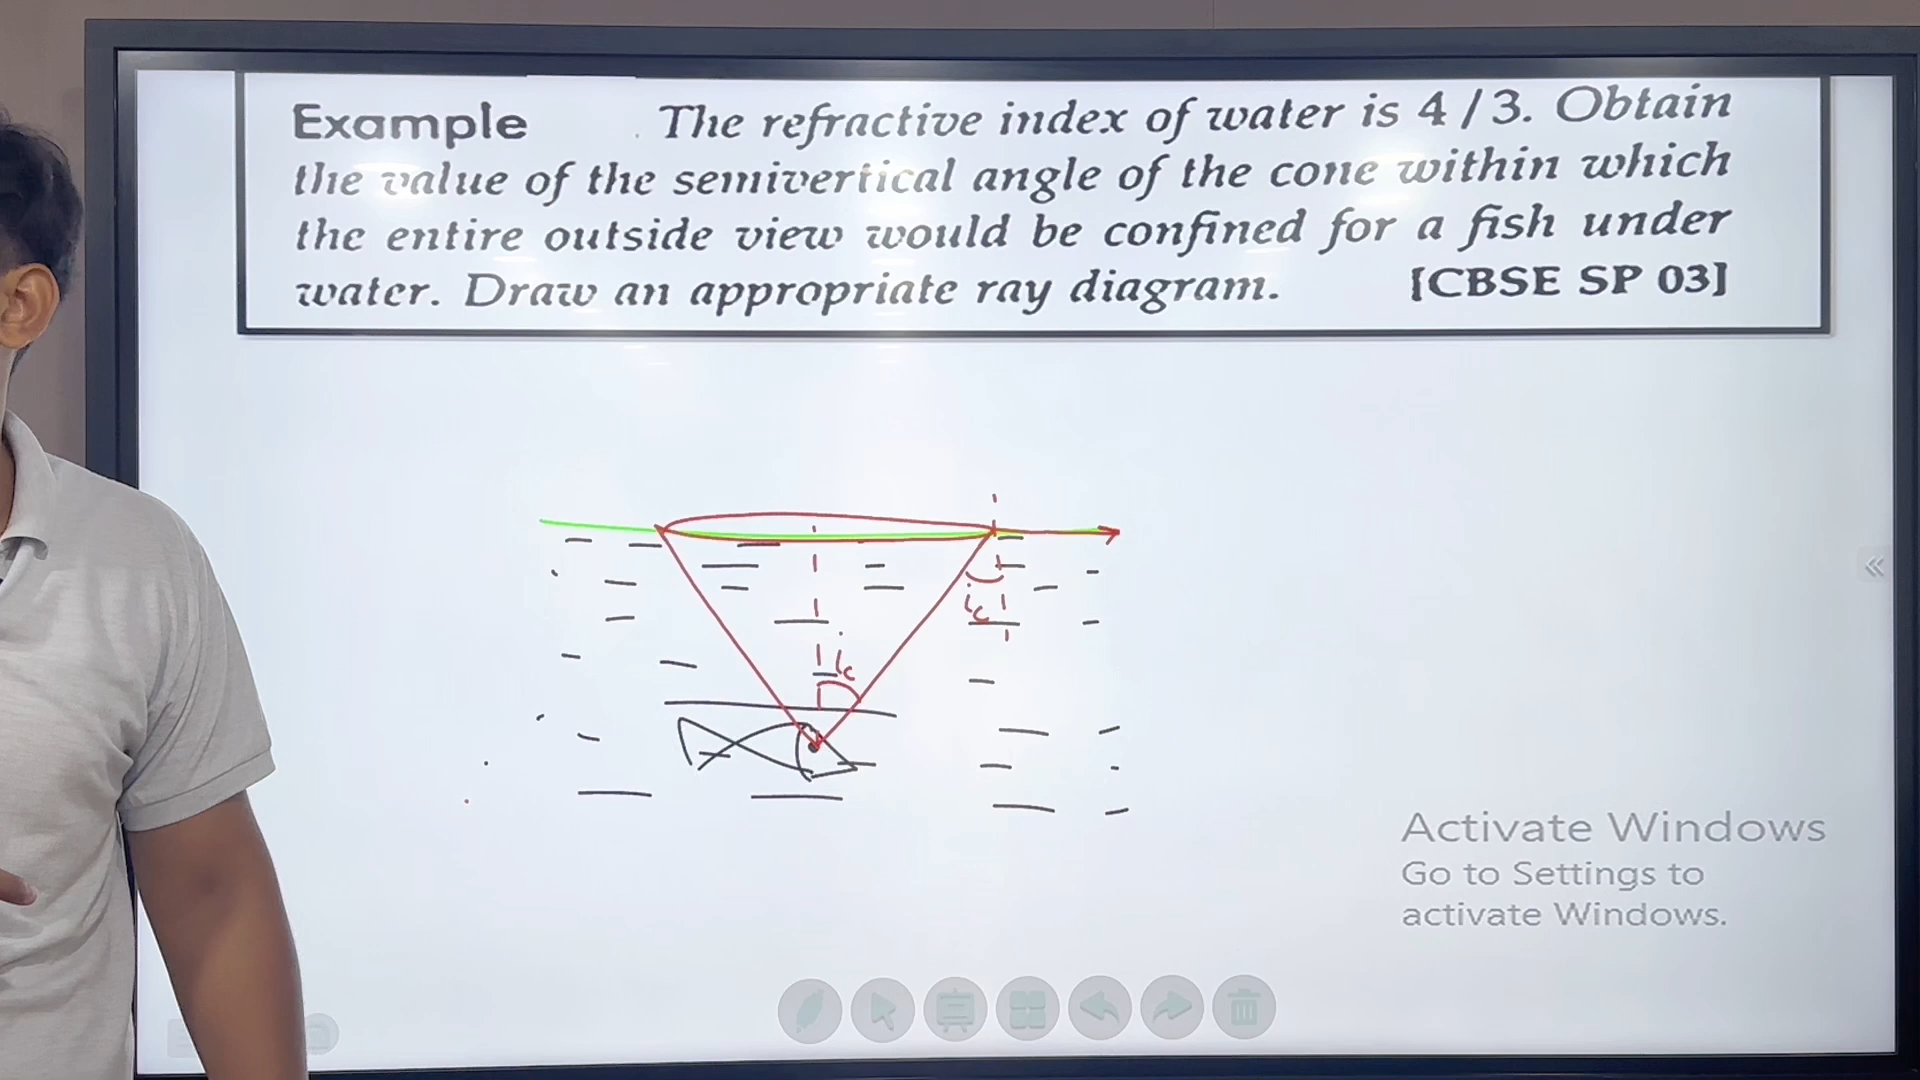 Example . The refractive index of water is 4 / 3. Obtain
the value of the semivertical angle of the cone within which
the entire outside view would be confined for a fish under
water. Draw an appropriate ray diagram. [CBSE SP 03]
ic
ic
Activate Windows
Go to Settings to
activate Windows.